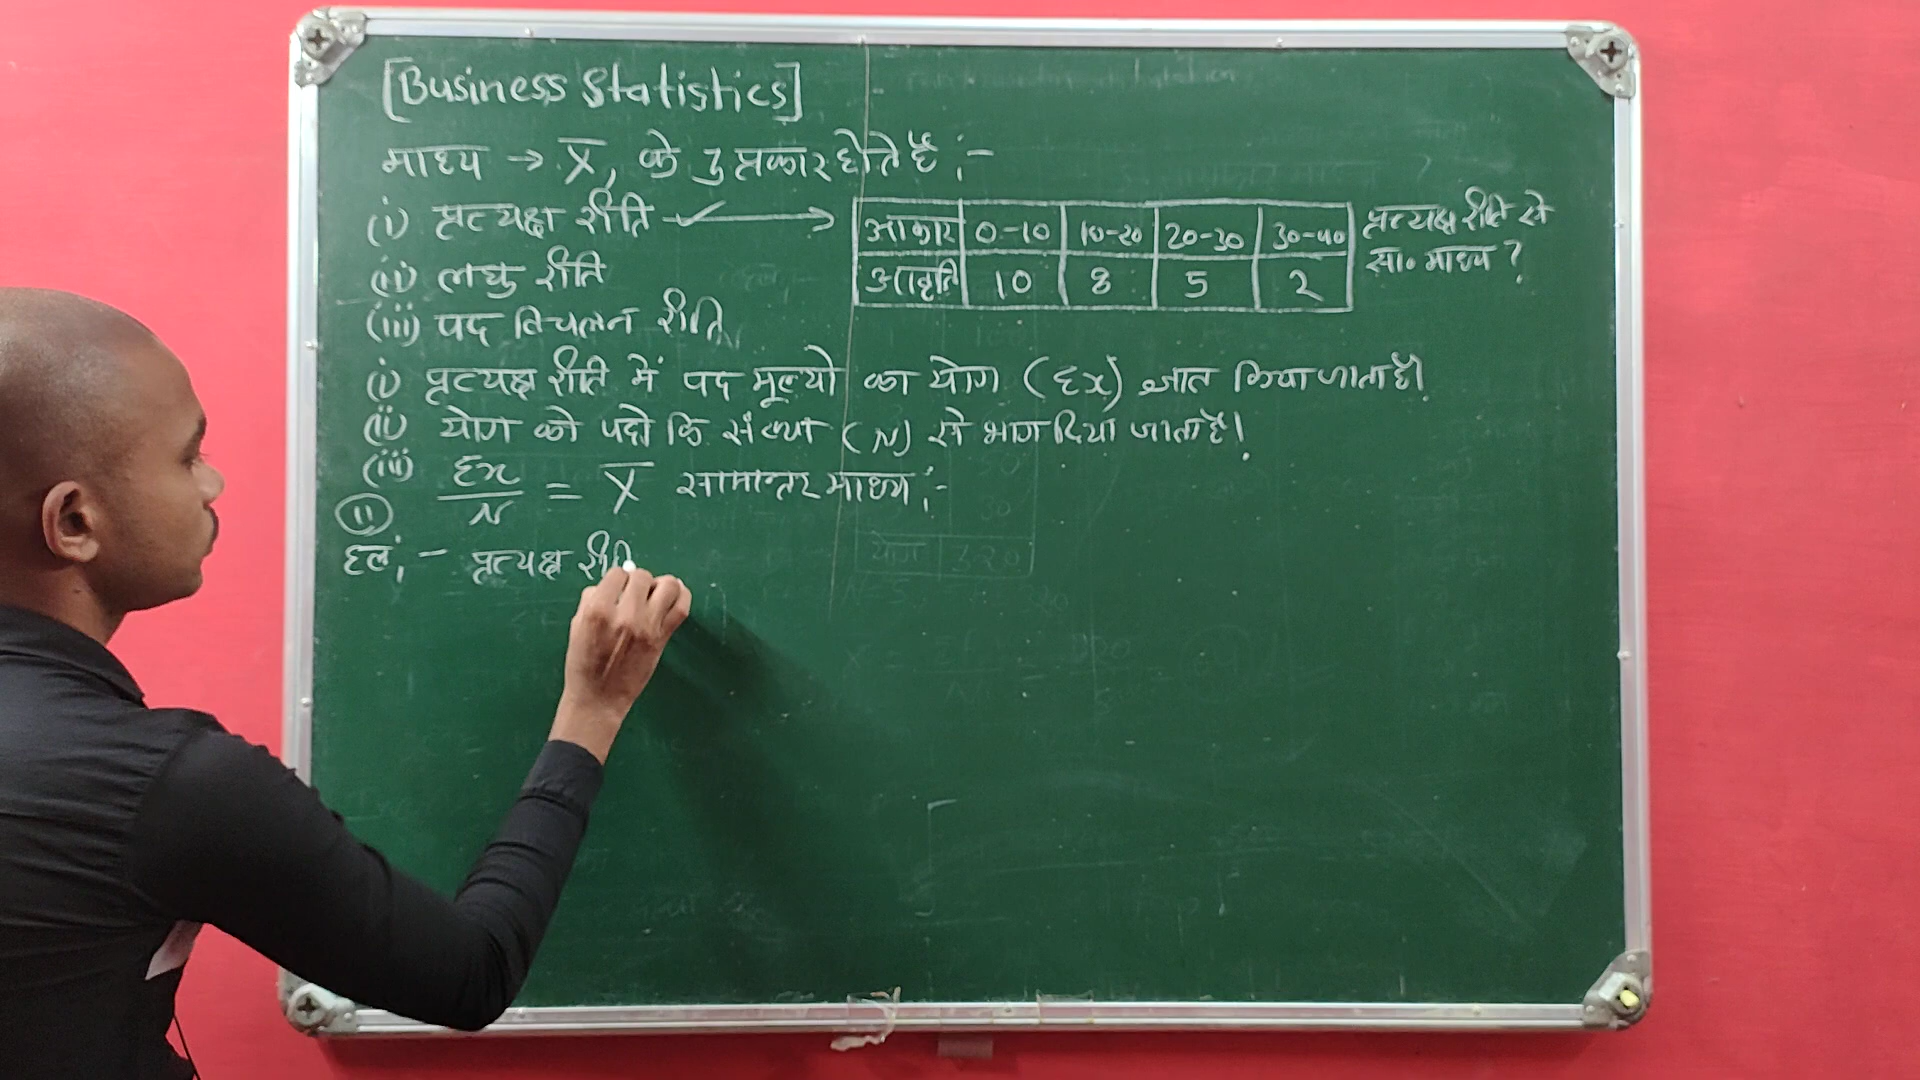 [Business Statistics]
माध्य → X̅, के 3 प्रकार होते है :-
(i) प्रत्यक्ष रीति ✓ →
(ii) लघु रीति
(iii) पद विचलन रीति
आकार 0-10 10-20 20-30 30-40
आवृति 10 8 5 2
प्रत्यक्ष रीति से
सा० माध्य ?
(i) प्रत्यक्ष रीति में पद मूल्यो का योग (Σx) ज्ञात किया जाता है।
(ii) योग को पदो कि संख्या (N) से भाग दिया जाता है।
(iii) Σx/N = X̅ सामान्तर माध्य :-
(11)
हल :- प्रत्यक्ष रीति